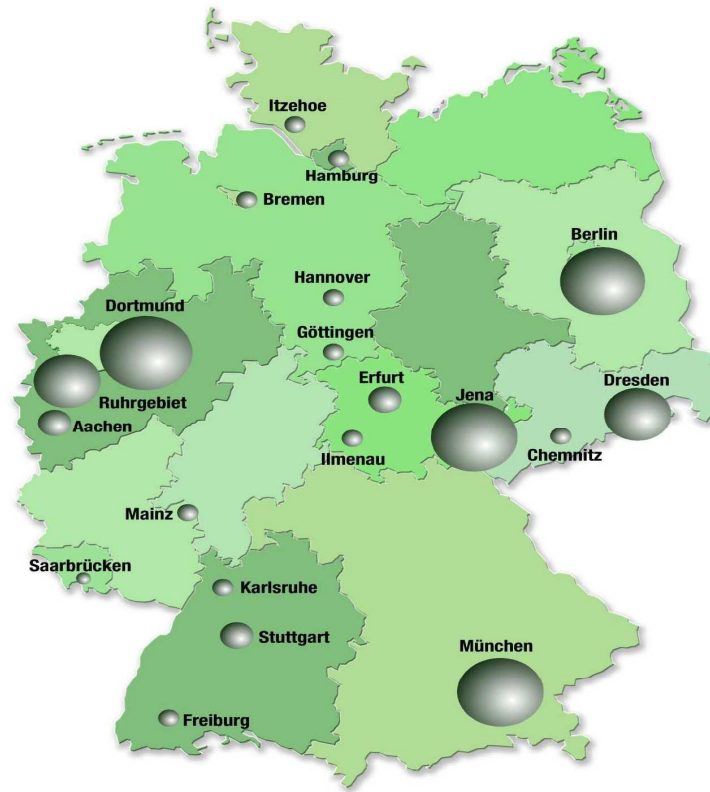 Itzehoe
Hamburg
Bremen
Berlin
Hannover
Dortmund
Göttingen
Erfurt
Jena
Dresden
Ruhrgebiet
Aachen
Ilmenau
Chemnitz
Mainz
Saarbrücken
Karlsruhe
Stuttgart
München
Freiburg